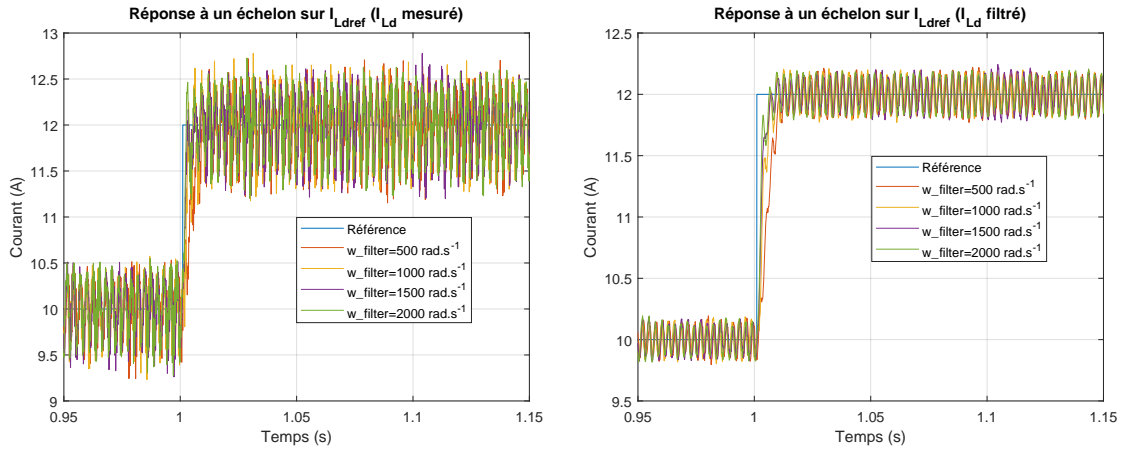 Réponse à un échelon sur I_Ldref (I_Ld mesuré)
13
12.5
12
11.5
11
10.5
10
9.5
9
Courant (A)
Référence
w_filter=500 rad.s^-1
w_filter=1000 rad.s^-1
w_filter=1500 rad.s^-1
w_filter=2000 rad.s^-1
0.95
1
1.05
1.1
1.15
Temps (s)
Réponse à un échelon sur I_Ldref (I_Ld filtré)
12.5
12
11.5
11
10.5
10
9.5
Courant (A)
Référence
w_filter=500 rad.s^-1
w_filter=1000 rad.s^-1
w_filter=1500 rad.s^-1
w_filter=2000 rad.s^-1
0.95
1
1.05
1.1
1.15
Temps (s)